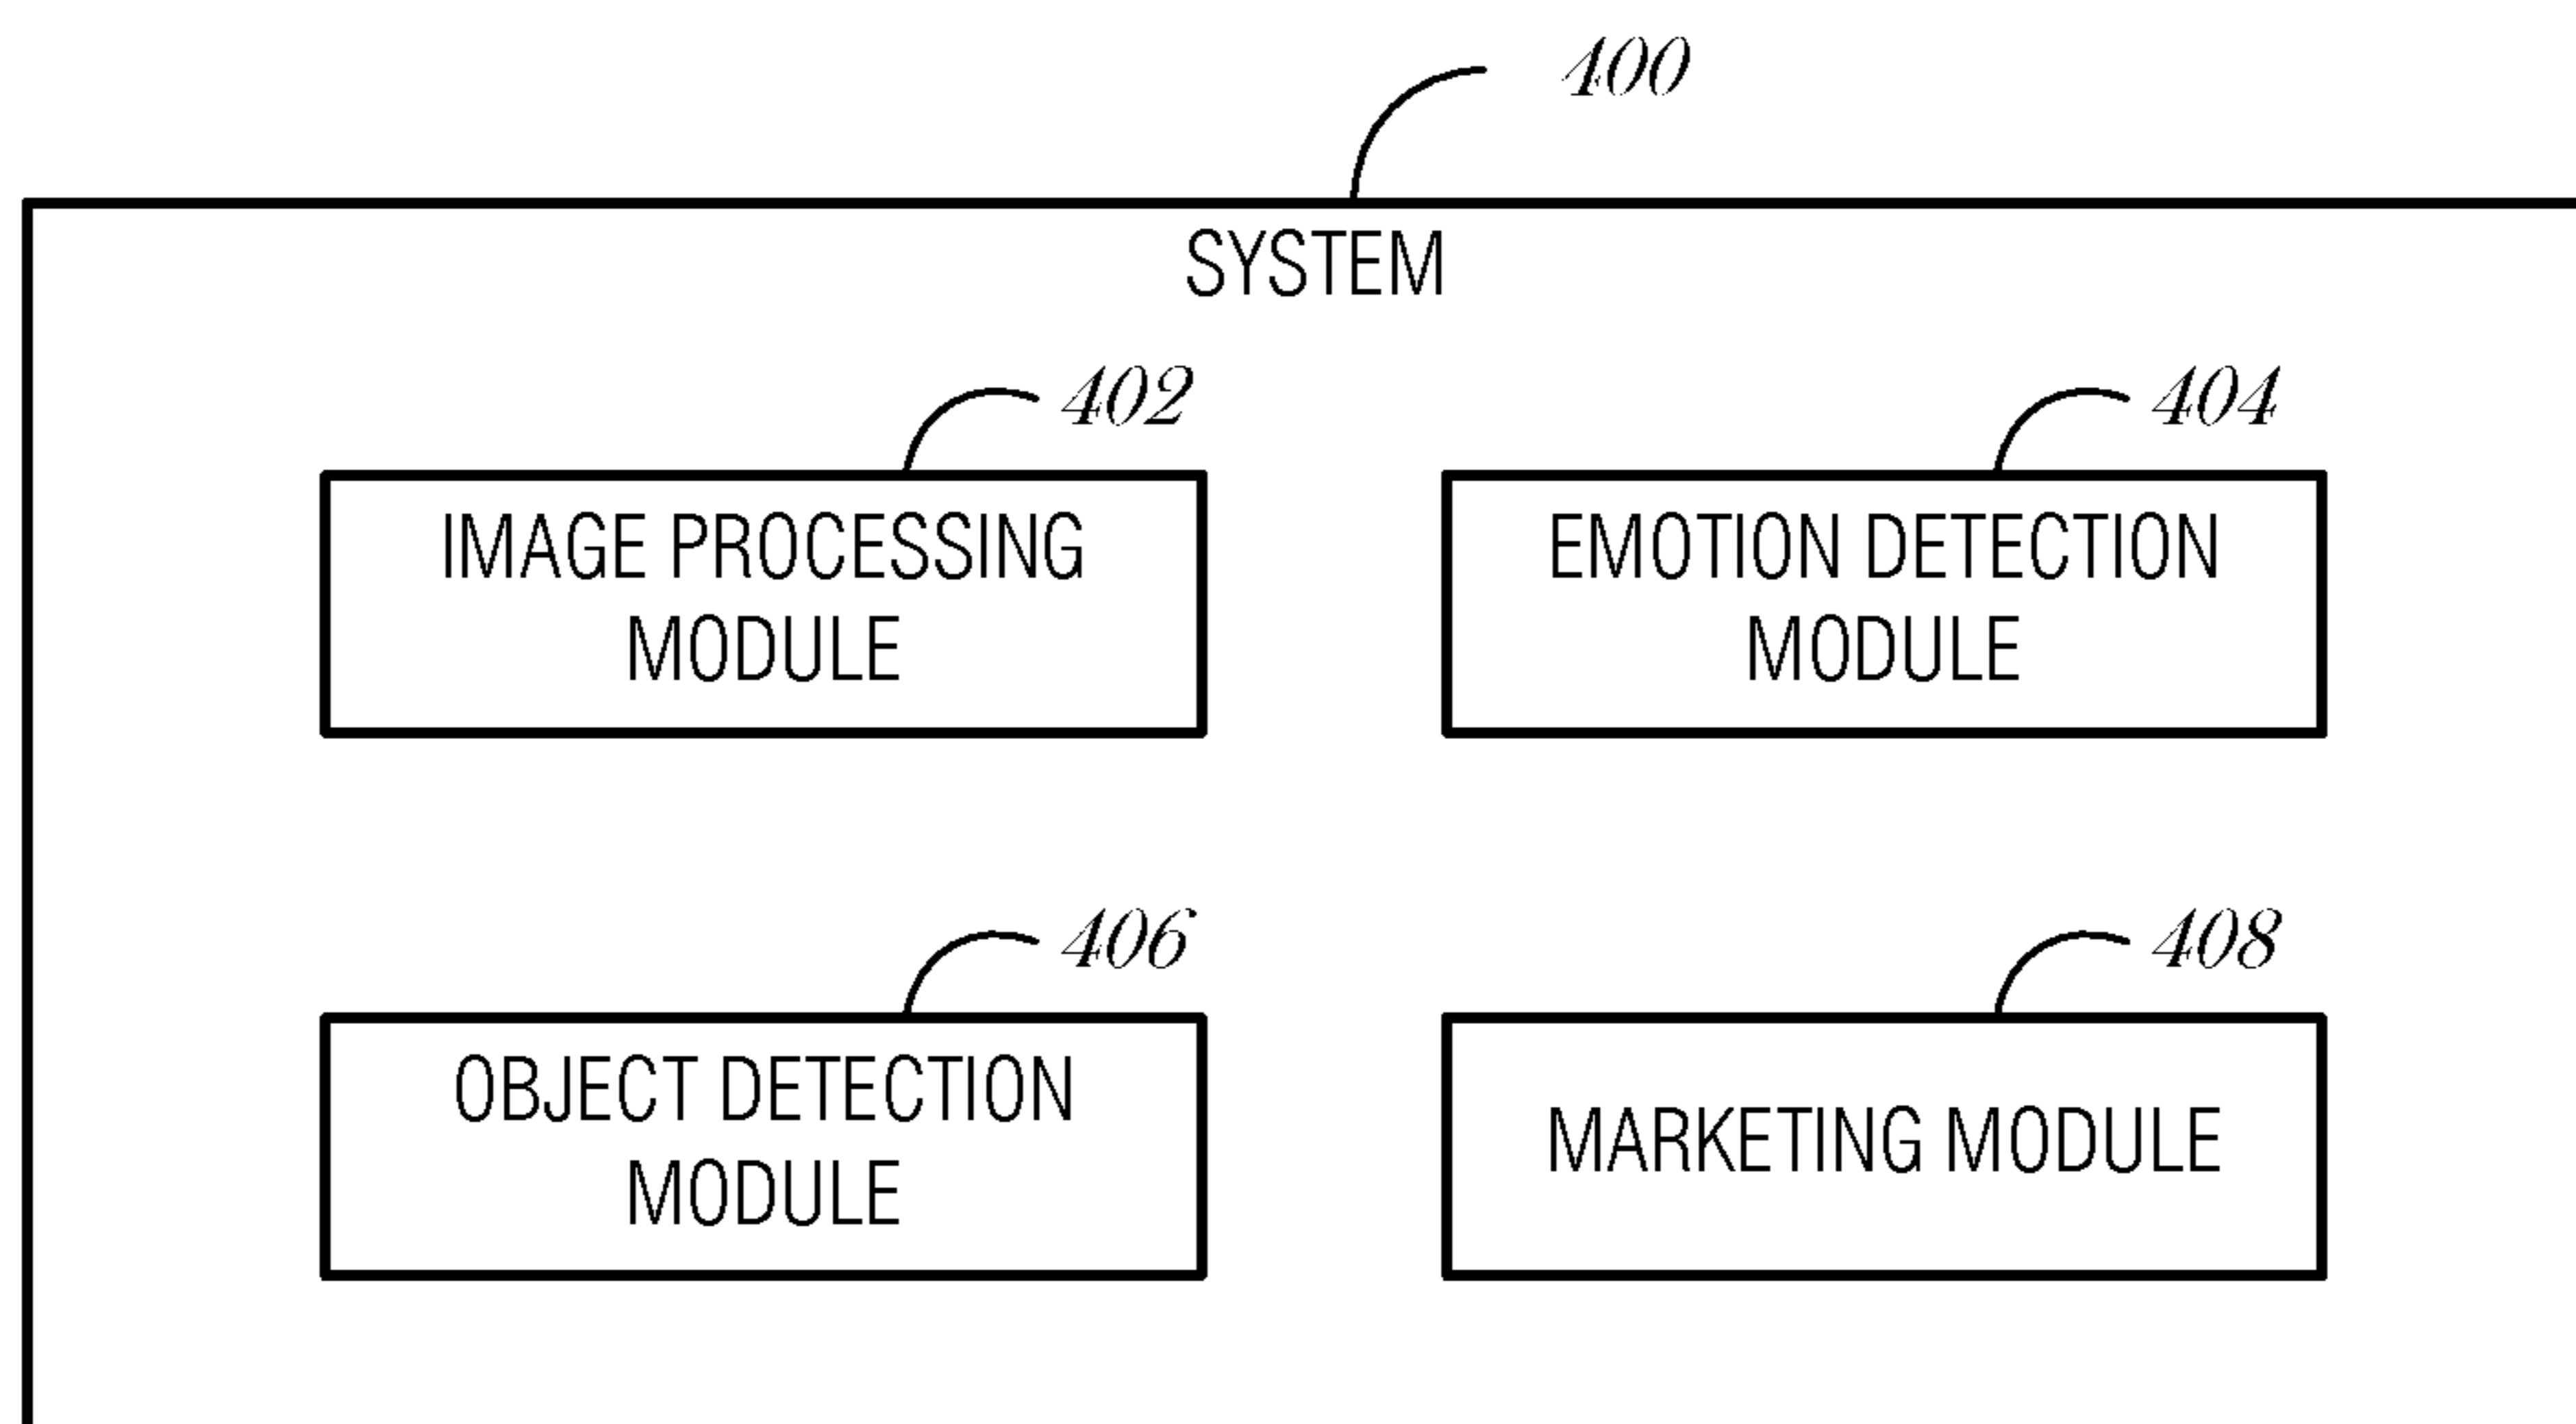 400
SYSTEM
402
404
IMAGE PROCESSING
MODULE
EMOTION DETECTION
MODULE
406
408
OBJECT DETECTION
MODULE
MARKETING MODULE